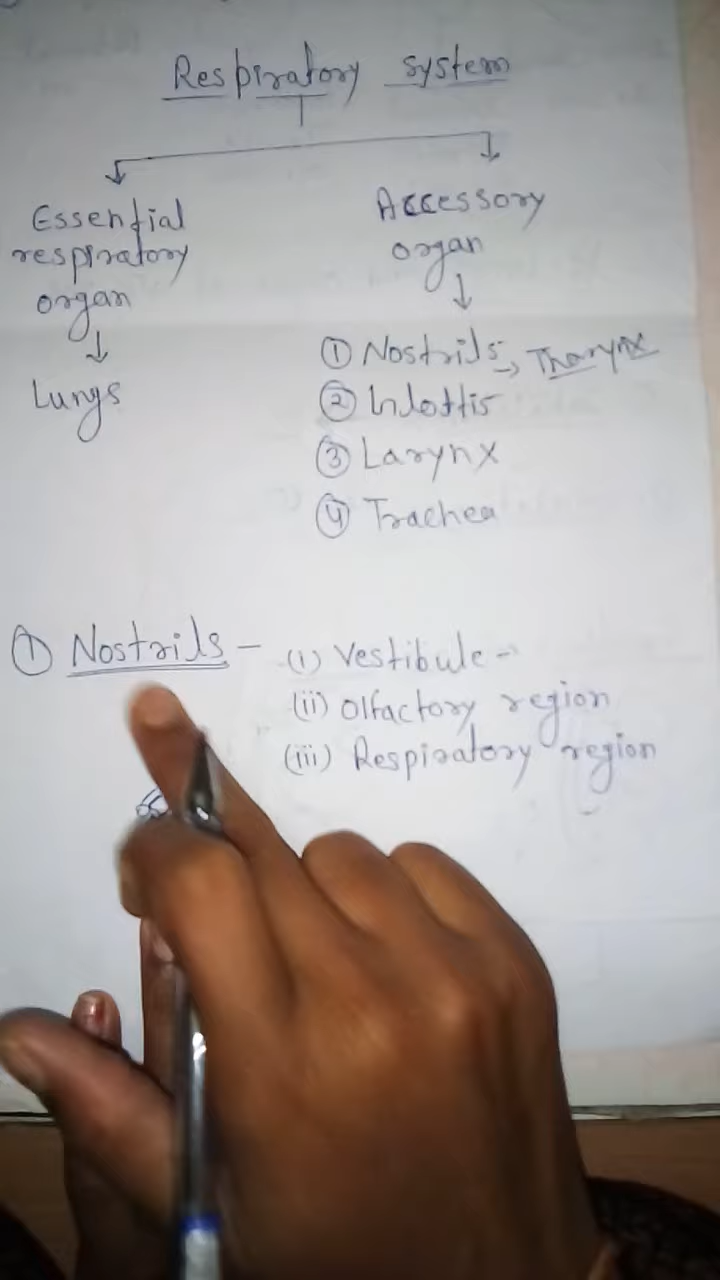 Respiratory system
Essential
respiratory
organ
Lungs
Accessory
organ
① Nostrils → Tharynx
② Glottis
③ Larynx
④ Trachea
① Nostrils – (i) Vestibule -
(ii) Olfactory region
(iii) Respiratory region